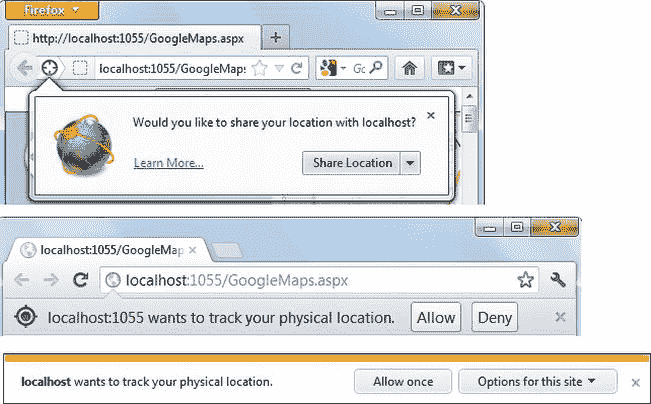 Firefox
http://localhost:1055/GoogleMaps.aspx
localhost:1055/GoogleMaps
Would you like to share your location with localhost?
Learn More...
Share Location
localhost:1055/GoogleMap
localhost:1055/GoogleMaps.aspx
localhost:1055 wants to track your physical location.
Allow
Deny
localhost wants to track your physical location.
Allow once
Options for this site